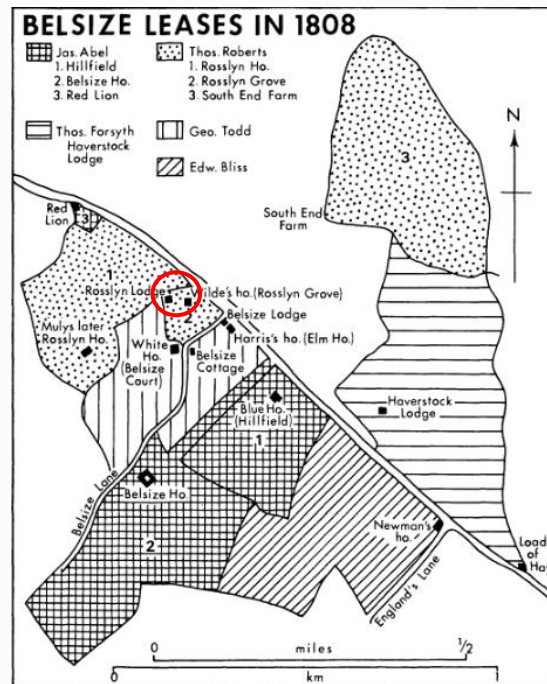 BELSIZE LEASES IN 1808
Jas. Abel
1. Hillfield
2. Belsize Ho.
3. Red Lion
Thos. Roberts
1. Rosslyn Ho.
2. Rosslyn Grove
3. South End Farm
Thos. Forsyth
Haverstock
Lodge
Geo. Todd
Edw. Bliss
N
3
South End
Farm
Red
Lion
3
1
Rosslyn Lodge
Wilde's ho. (Rosslyn Grove)
2
Belsize Lodge
Harris's ho. (Elm Ho.)
Mulys later
Rosslyn Ho.
White
Ho.
(Belsize
Court)
Belsize
Cottage
Haverstock
Lodge
Blue Ho.
(Hillfield)
1
Belsize Lane
Belsize Ho.
2
Newman's
ho.
England's Lane
Load
of
Hay
0 miles 1/2
0 km 1